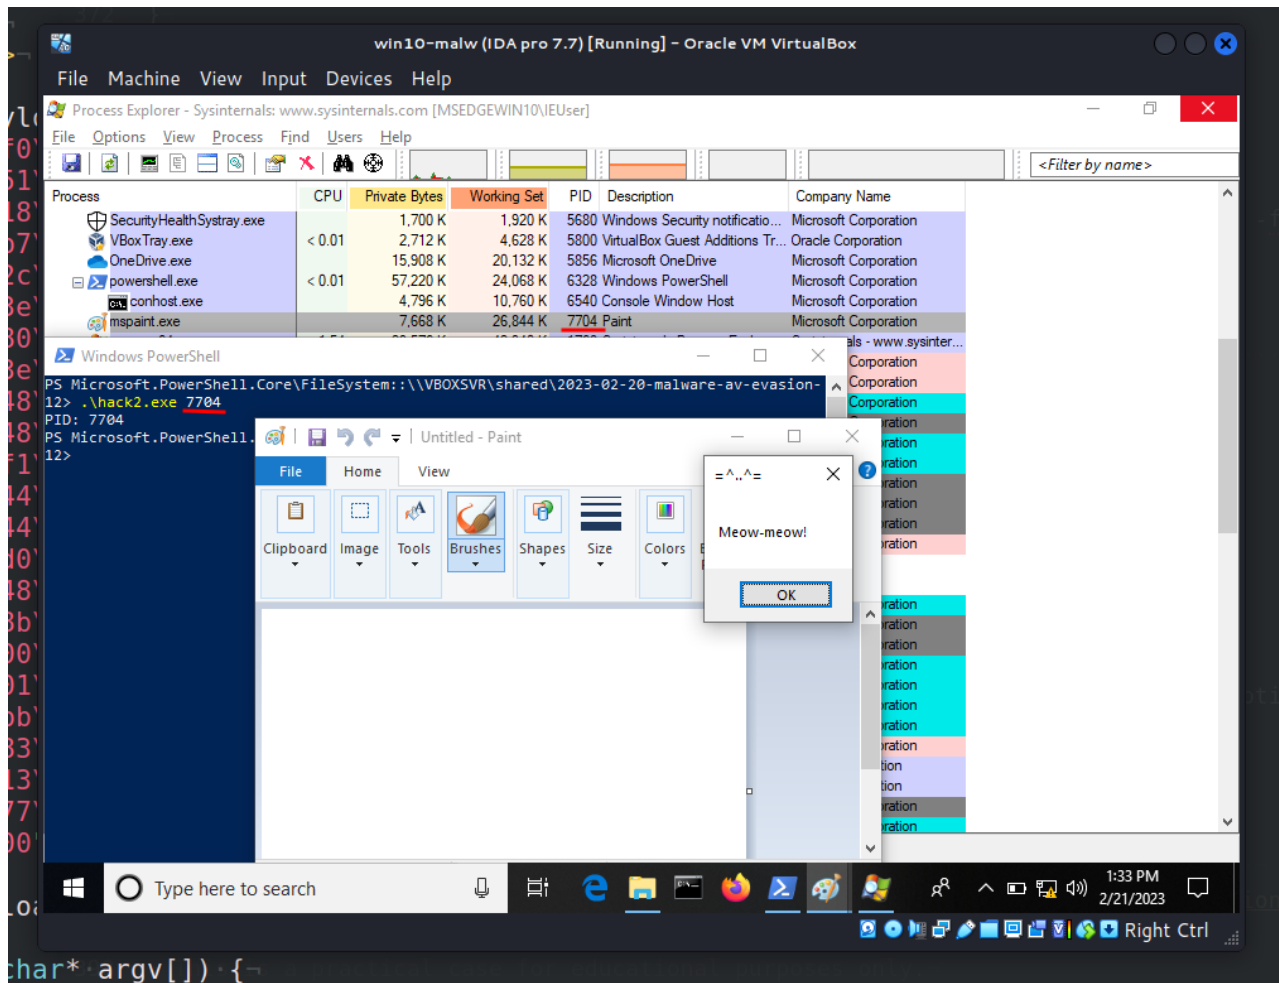 win10-malw (IDA pro 7.7) [Running] - Oracle VM VirtualBox
File Machine View Input Devices Help
Process Explorer - Sysinternals: www.sysinternals.com [MSEDGEWIN10\IEUser]
File Options View Process Find Users Help
<Filter by name>
Process CPU Private Bytes Working Set PID Description Company Name
SecurityHealthSystray.exe 1,700 K 1,920 K 5680 Windows Security notificatio... Microsoft Corporation
VBoxTray.exe < 0.01 2,712 K 4,628 K 5800 VirtualBox Guest Additions Tr... Oracle Corporation
OneDrive.exe 15,908 K 20,132 K 5856 Microsoft OneDrive Microsoft Corporation
powershell.exe < 0.01 57,220 K 24,068 K 6328 Windows PowerShell Microsoft Corporation
conhost.exe 4,796 K 10,760 K 6540 Console Window Host Microsoft Corporation
mspaint.exe 7,668 K 26,844 K 7704 Paint Microsoft Corporation
als - www.sysinter...
Corporation
Corporation
Corporation
Windows PowerShell
PS Microsoft.PowerShell.Core\FileSystem::\\VBOXSVR\shared\2023-02-20-malware-av-evasion-
12> .\hack2.exe 7704
PID: 7704
PS Microsoft.PowerShell.
12>
Untitled - Paint
File Home View
Clipboard Image Tools Brushes Shapes Size Colors
=^..^=
Meow-meow!
OK
Type here to search
1:33 PM
2/21/2023
Right Ctrl
char* argv[]) {